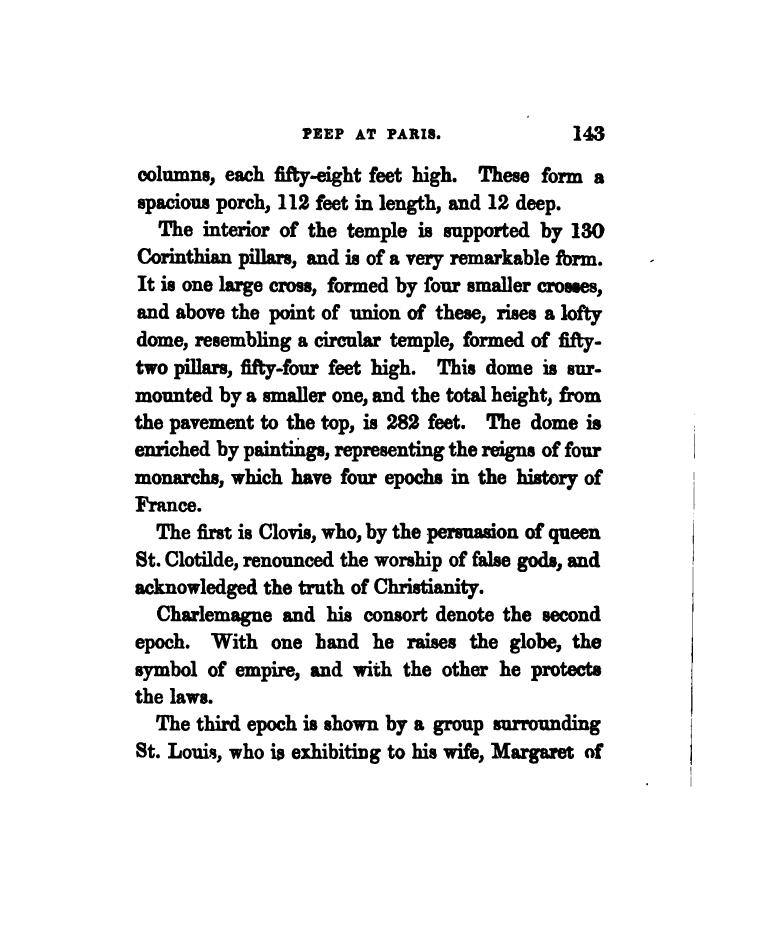 PEEP AT PARIS. 143
columns, each fifty-eight feet high. These form a
spacious porch, 112 feet in length, and 12 deep.
The interior of the temple is supported by 130
Corinthian pillars, and is of a very remarkable form.
It is one large cross, formed by four smaller crosses,
and above the point of union of these, rises a lofty
dome, resembling a circular temple, formed of fifty-
two pillars, fifty-four feet high. This dome is sur-
mounted by a smaller one, and the total height, from
the pavement to the top, is 282 feet. The dome is
enriched by paintings, representing the reigns of four
monarchs, which have four epochs in the history of
France.
The first is Clovis, who, by the persuasion of queen
St. Clotilde, renounced the worship of false gods, and
acknowledged the truth of Christianity.
Charlemagne and his consort denote the second
epoch. With one hand he raises the globe, the
symbol of empire, and with the other he protects
the laws.
The third epoch is shown by a group surrounding
St. Louis, who is exhibiting to his wife, Margaret of